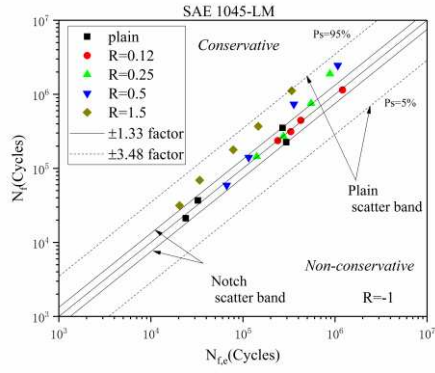 SAE 1045-LM
plain
R=0.12
R=0.25
R=0.5
R=1.5
±1.33 factor
±3.48 factor
Conservative
Ps=95%
Ps=5%
Plain
scatter band
Notch
scatter band
Non-conservative
R=-1
10⁷
10⁶
10⁵
10⁴
10³
10³ 10⁴ 10⁵ 10⁶ 10⁷
Nf(Cycles)
Nf,e(Cycles)